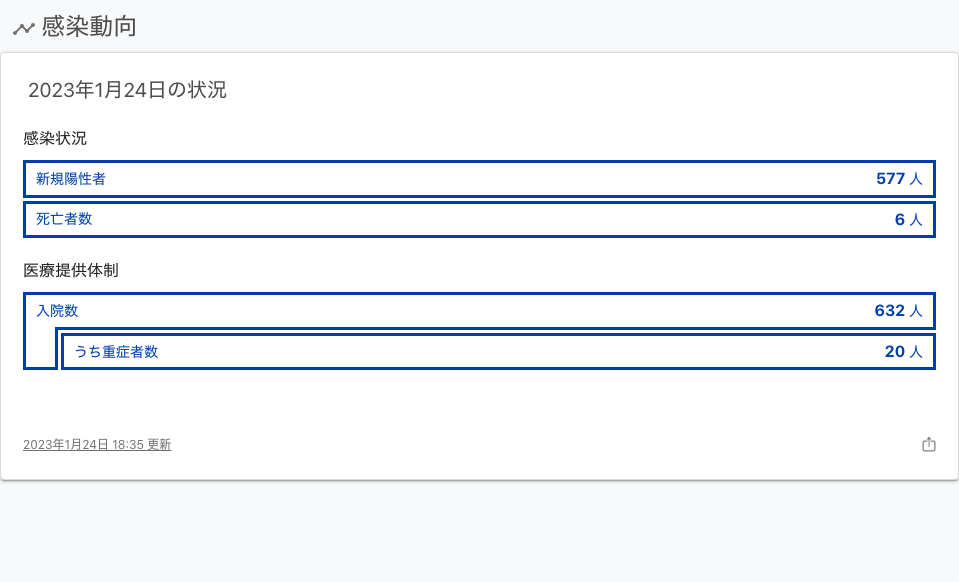 感染動向
2023年1月24日の状況
感染状況
新規陽性者 577 人
死亡者数 6 人
医療提供体制
入院数 632 人
うち重症者数 20 人
2023年1月24日 18:35 更新